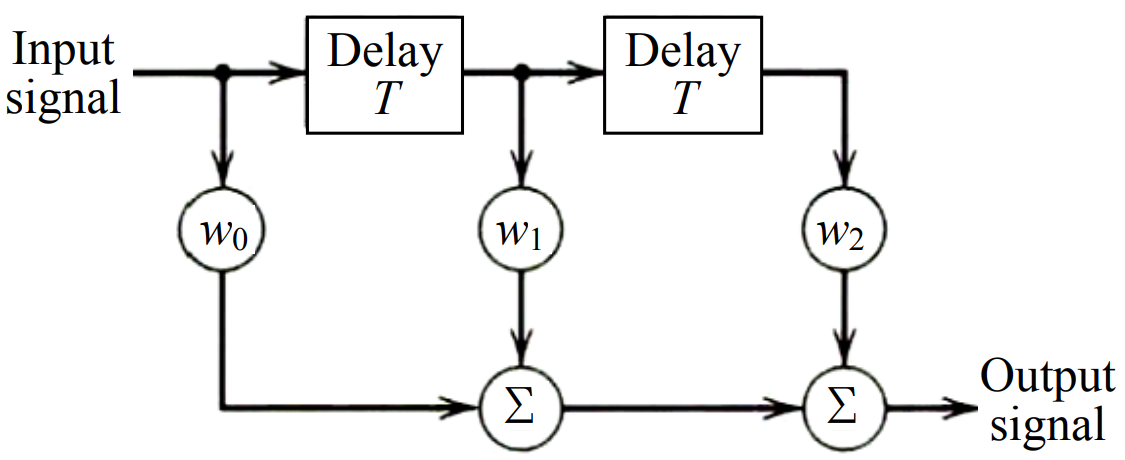 Input
signal
Delay
T
Delay
T
w0
w1
w2
Σ
Σ
Output
signal